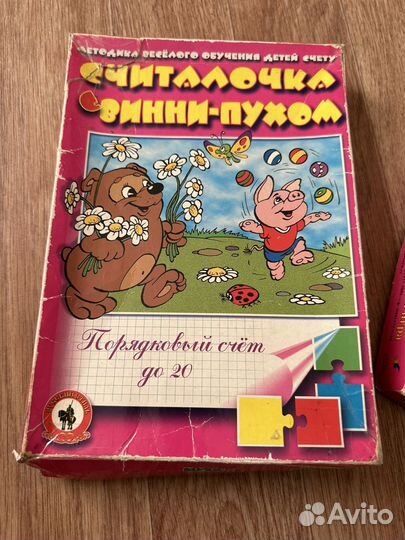 МЕТОДИКА ВЕСЁЛОГО ОБУЧЕНИЯ ДЕТЕЙ СЧЕТУ
СЧИТАЛОЧКА
С ВИННИ-ПУХОМ
Порядковый счёт
до 20
Avito